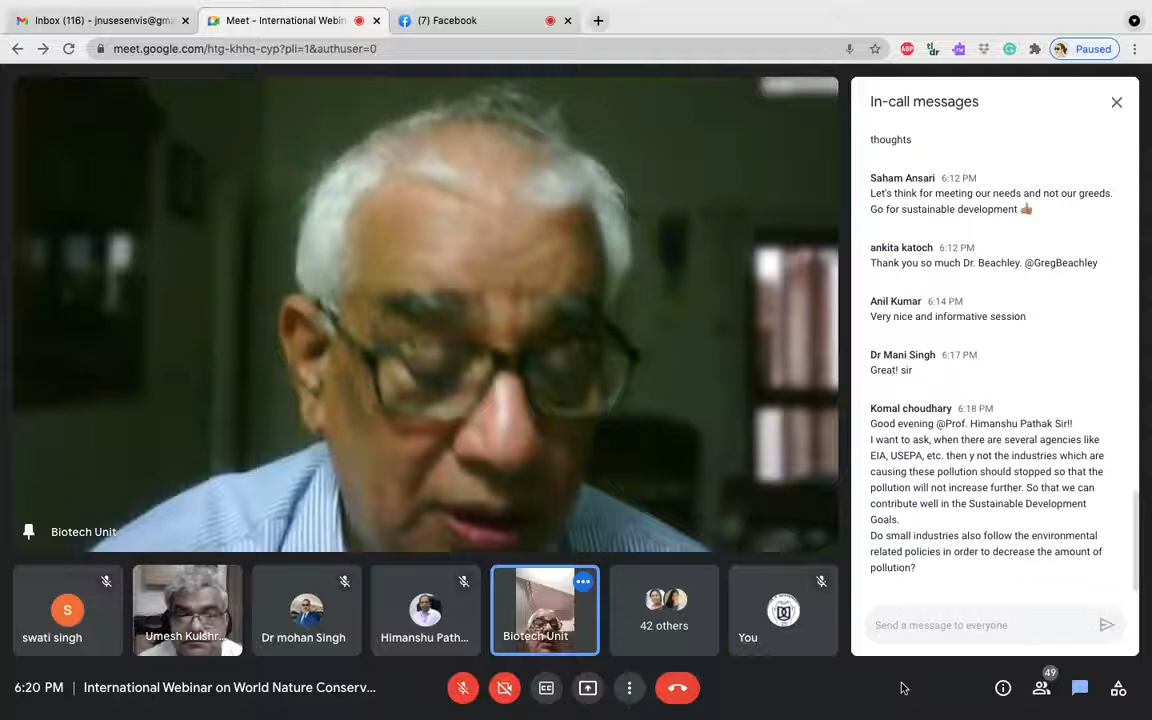 Inbox (116) - jnusesenvis@gma
Meet - International Webin
(7) Facebook
meet.google.com/htg-khhq-cyp?pli=1&authuser=0
ABP
tl;dr
Paused
In-call messages
thoughts
Saham Ansari 6:12 PM
Let's think for meeting our needs and not our greeds.
Go for sustainable development 👍🏽
ankita katoch 6:12 PM
Thank you so much Dr. Beachley. @GregBeachley
Anil Kumar 6:14 PM
Very nice and informative session
Dr Mani Singh 6:17 PM
Great! sir
Komal choudhary 6:18 PM
Good evening @Prof. Himanshu Pathak Sir!!
I want to ask, when there are several agencies like
EIA, USEPA, etc. then y not the industries which are
causing these pollution should stopped so that the
pollution will not increase further. So that we can
contribute well in the Sustainable Development
Goals.
Do small industries also follow the environmental
related policies in order to decrease the amount of
pollution?
Send a message to everyone
Biotech Unit
S
swati singh
Umesh Kulshr...
Dr mohan Singh
Himanshu Path...
Biotech Unit
42 others
You
6:20 PM | International Webinar on World Nature Conserv...
49